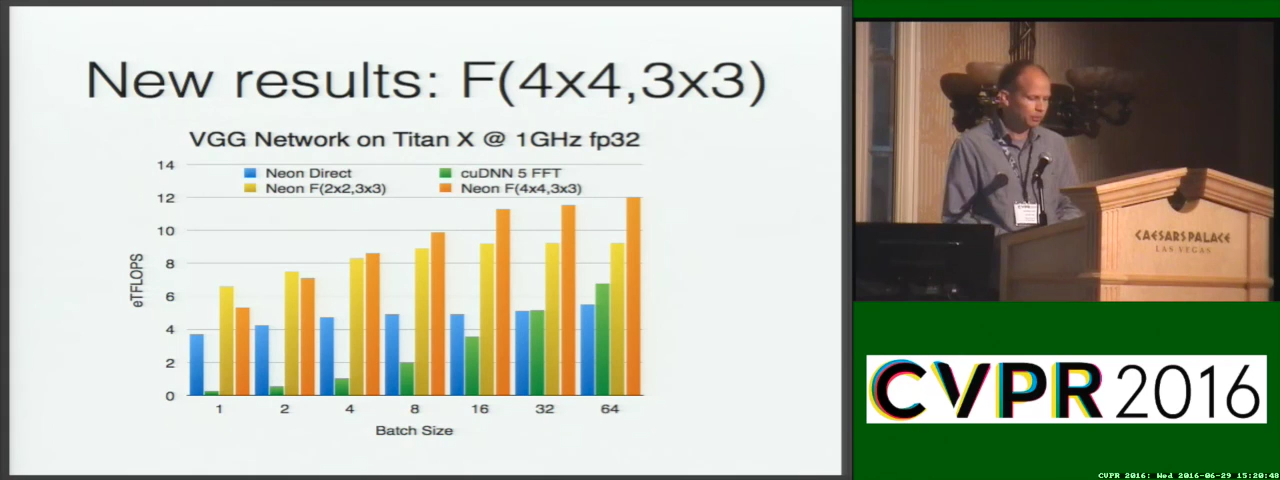 New results: F(4x4,3x3)
VGG Network on Titan X @ 1GHz fp32
Neon Direct
cuDNN 5 FFT
Neon F(2x2,3x3)
Neon F(4x4,3x3)
14
12
10
8
6
4
2
0
eTFLOPS
1 2 4 8 16 32 64
Batch Size
CAESARS PALACE
LAS VEGAS
CVPR 2016
CVPR 2016: Wed 2016-06-29 15:20:48